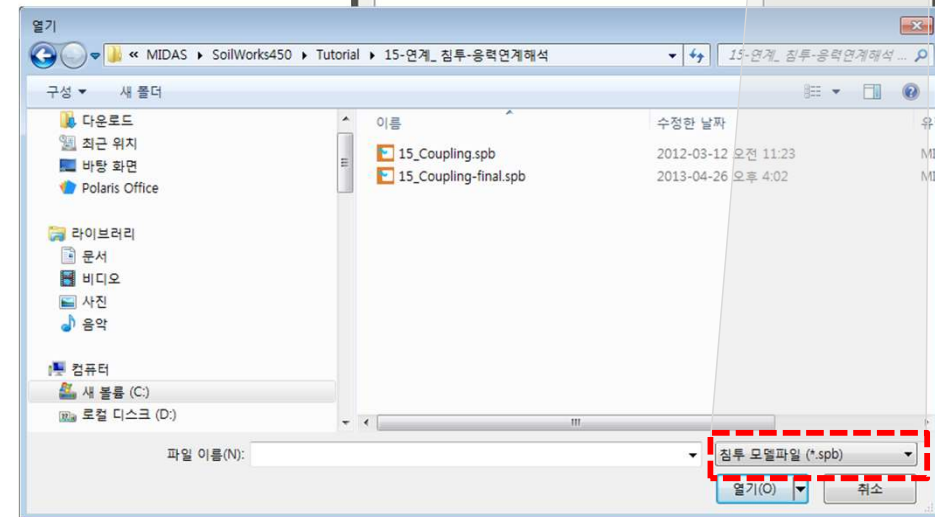 열기
« MIDAS ▸ SoilWorks450 ▸ Tutorial ▸ 15-연계_ 침투-응력연계해석
15-연계_ 침투-응력연계해석 ...
구성 ▼ 새 폴더
다운로드
최근 위치
바탕 화면
Polaris Office
라이브러리
문서
비디오
사진
음악
컴퓨터
새 볼륨 (C:)
로컬 디스크 (D:)
이름 수정한 날짜 유
15_Coupling.spb 2012-03-12 오전 11:23 MI
15_Coupling-final.spb 2013-04-26 오후 4:02 MI
파일 이름(N):
침투 모델파일 (*.spb)
열기(O) 취소